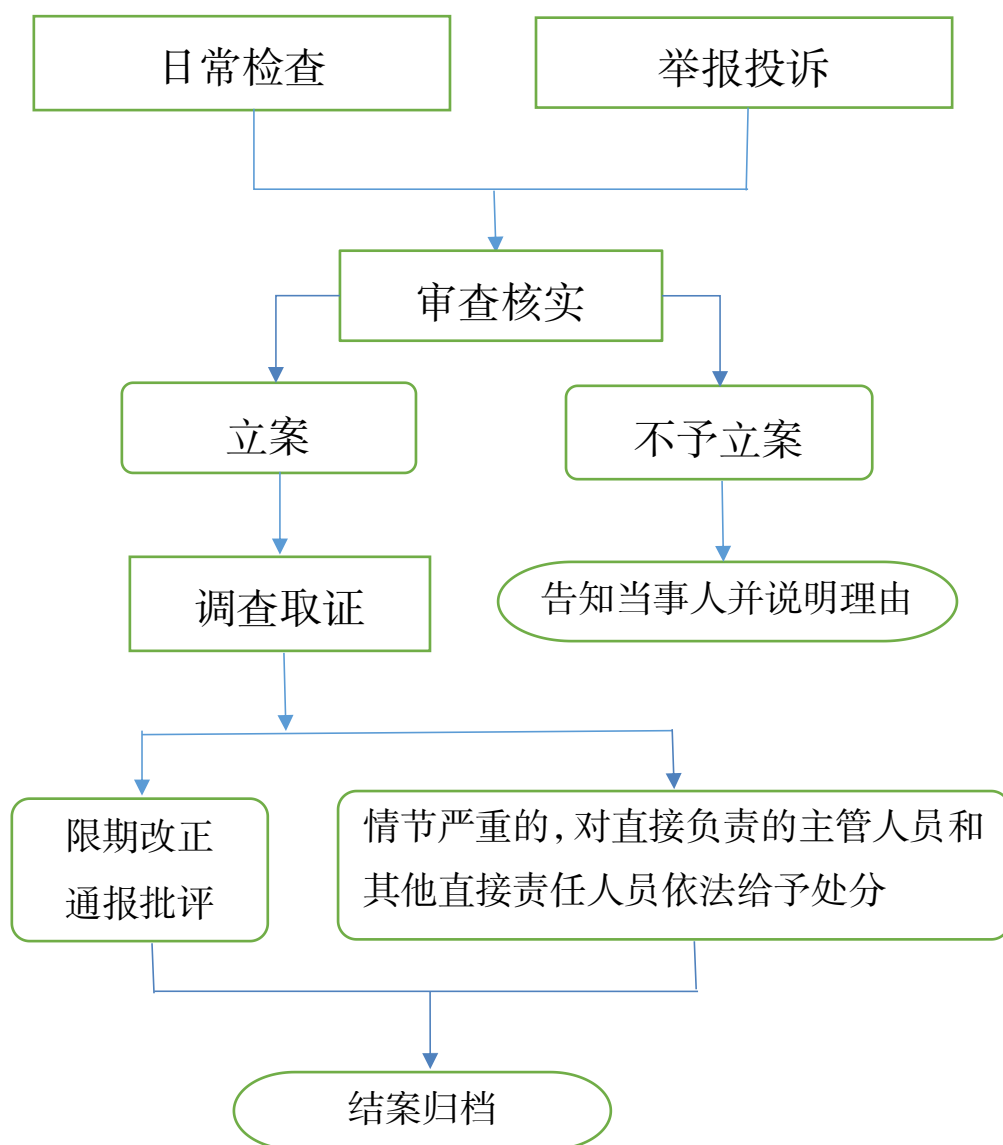 日常检查
举报投诉
审查核实
立案
不予立案
调查取证
告知当事人并说明理由
限期改正
通报批评
情节严重的，对直接负责的主管人员和
其他直接责任人员依法给予处分
结案归档